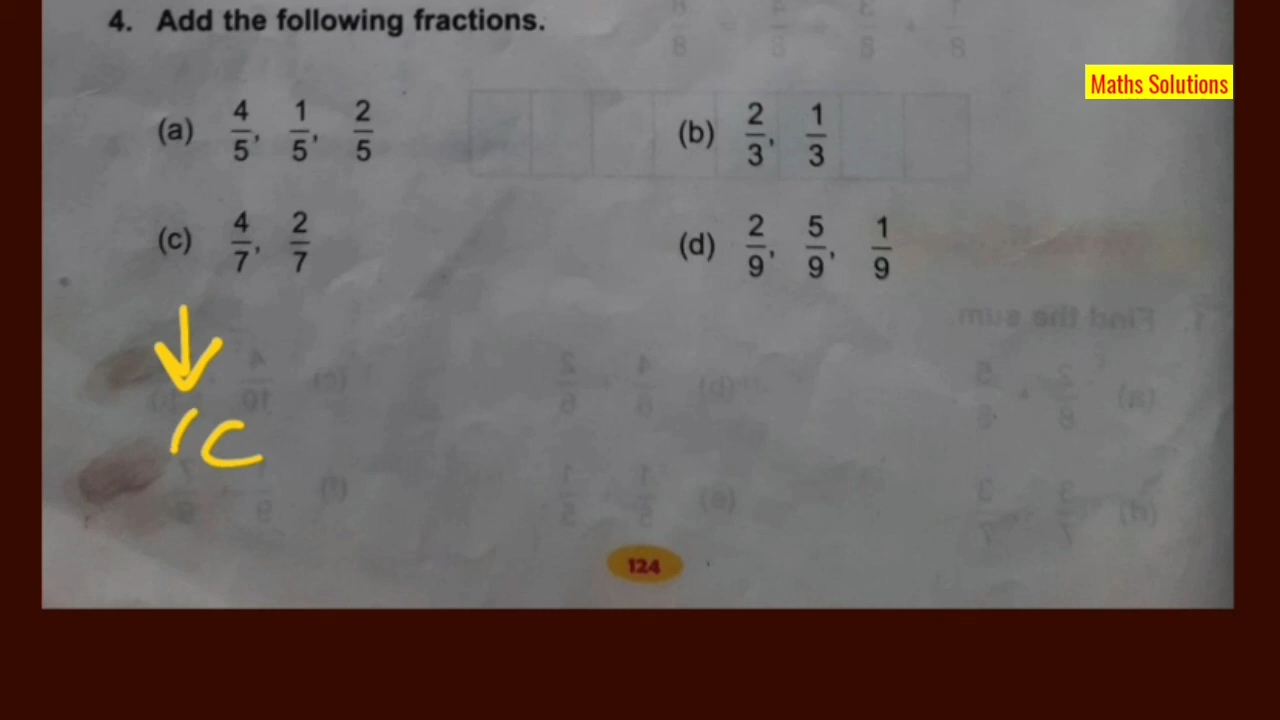 4. Add the following fractions.
Maths Solutions
(a) 4/5, 1/5, 2/5 (b) 2/3, 1/3
(c) 4/7, 2/7 (d) 2/9, 5/9, 1/9
124